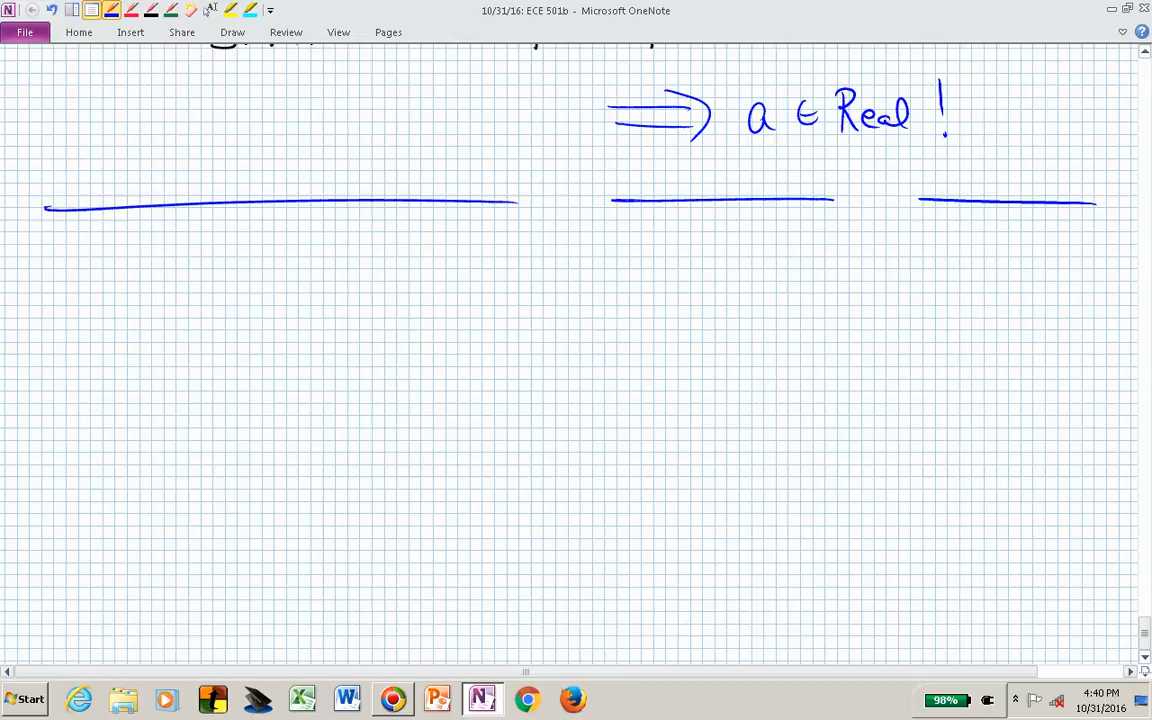 10/31/16: ECE 501b - Microsoft OneNote
File Home Insert Share Draw Review View Pages
⇒ a ∈ Real !
98%
Start
4:40 PM
10/31/2016